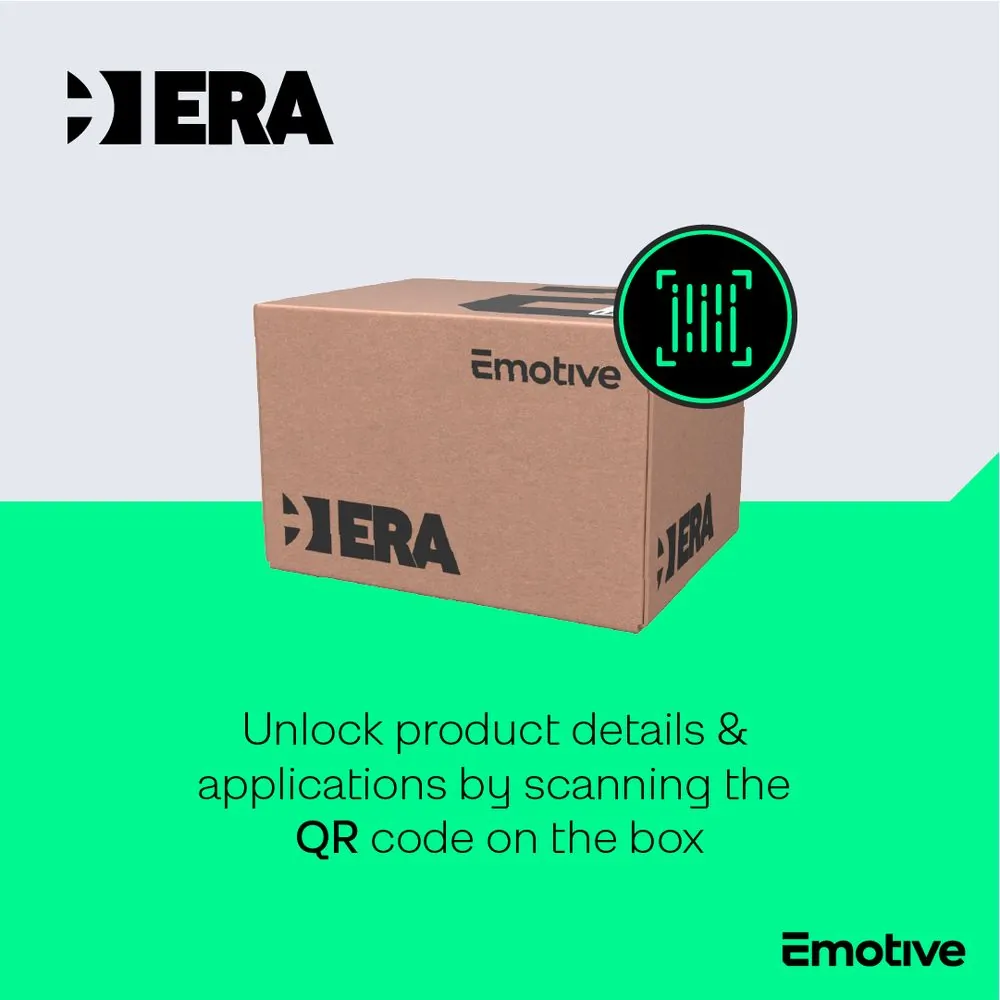 ERA
Emotive
ERA
ERA
Unlock product details &
applications by scanning the
QR code on the box
Emotive